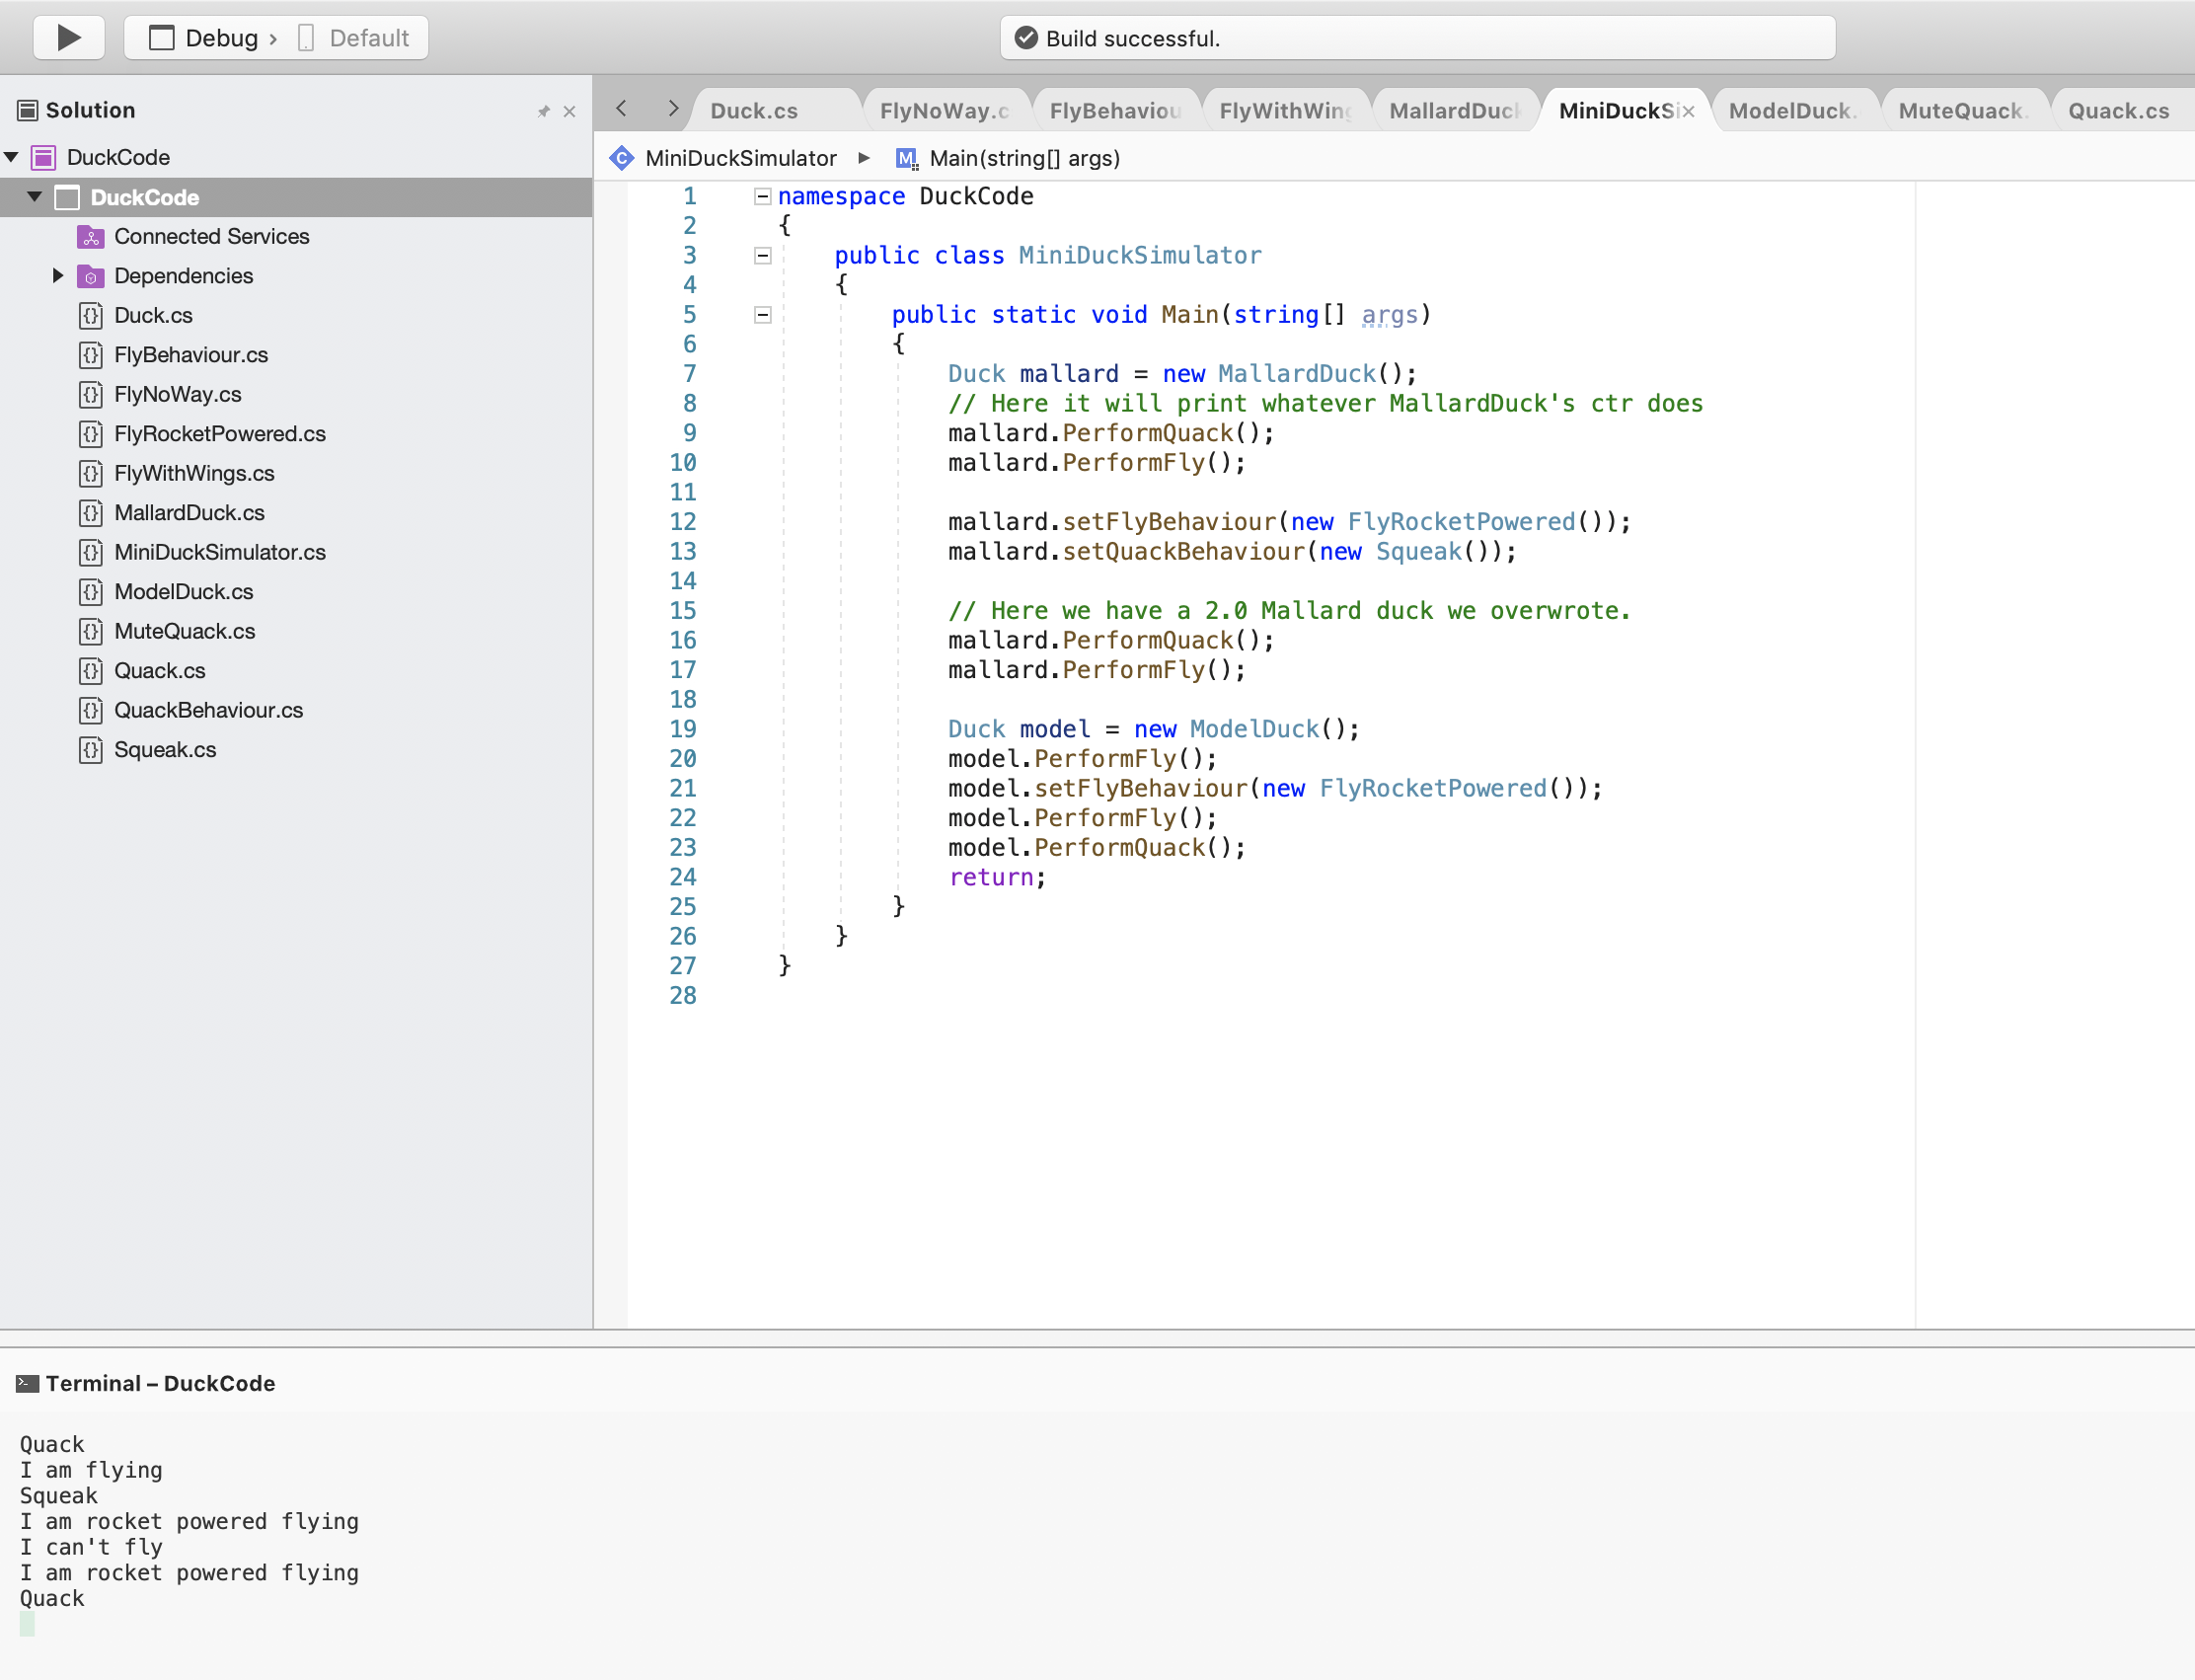 Debug › Default
Build successful.
Solution
DuckCode
DuckCode
Connected Services
Dependencies
Duck.cs
FlyBehaviour.cs
FlyNoWay.cs
FlyRocketPowered.cs
FlyWithWings.cs
MallardDuck.cs
MiniDuckSimulator.cs
ModelDuck.cs
MuteQuack.cs
Quack.cs
QuackBehaviour.cs
Squeak.cs
Duck.cs FlyNoWay.c FlyBehaviou FlyWithWing MallardDuck MiniDuckSi ModelDuck. MuteQuack. Quack.cs
MiniDuckSimulator ▸ M Main(string[] args)
1 namespace DuckCode
2 {
3 public class MiniDuckSimulator
4 {
5 public static void Main(string[] args)
6 {
7 Duck mallard = new MallardDuck();
8 // Here it will print whatever MallardDuck's ctr does
9 mallard.PerformQuack();
10 mallard.PerformFly();
11
12 mallard.setFlyBehaviour(new FlyRocketPowered());
13 mallard.setQuackBehaviour(new Squeak());
14
15 // Here we have a 2.0 Mallard duck we overwrote.
16 mallard.PerformQuack();
17 mallard.PerformFly();
18
19 Duck model = new ModelDuck();
20 model.PerformFly();
21 model.setFlyBehaviour(new FlyRocketPowered());
22 model.PerformFly();
23 model.PerformQuack();
24 return;
25 }
26 }
27 }
28
Terminal – DuckCode
Quack
I am flying
Squeak
I am rocket powered flying
I can't fly
I am rocket powered flying
Quack